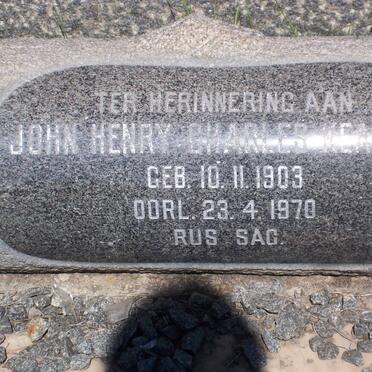 TER HERINNERING AAN
JOHN HENRY CHARLES
GEB. 10. 11. 1903
OORL. 23. 4. 1970
RUS SAG.